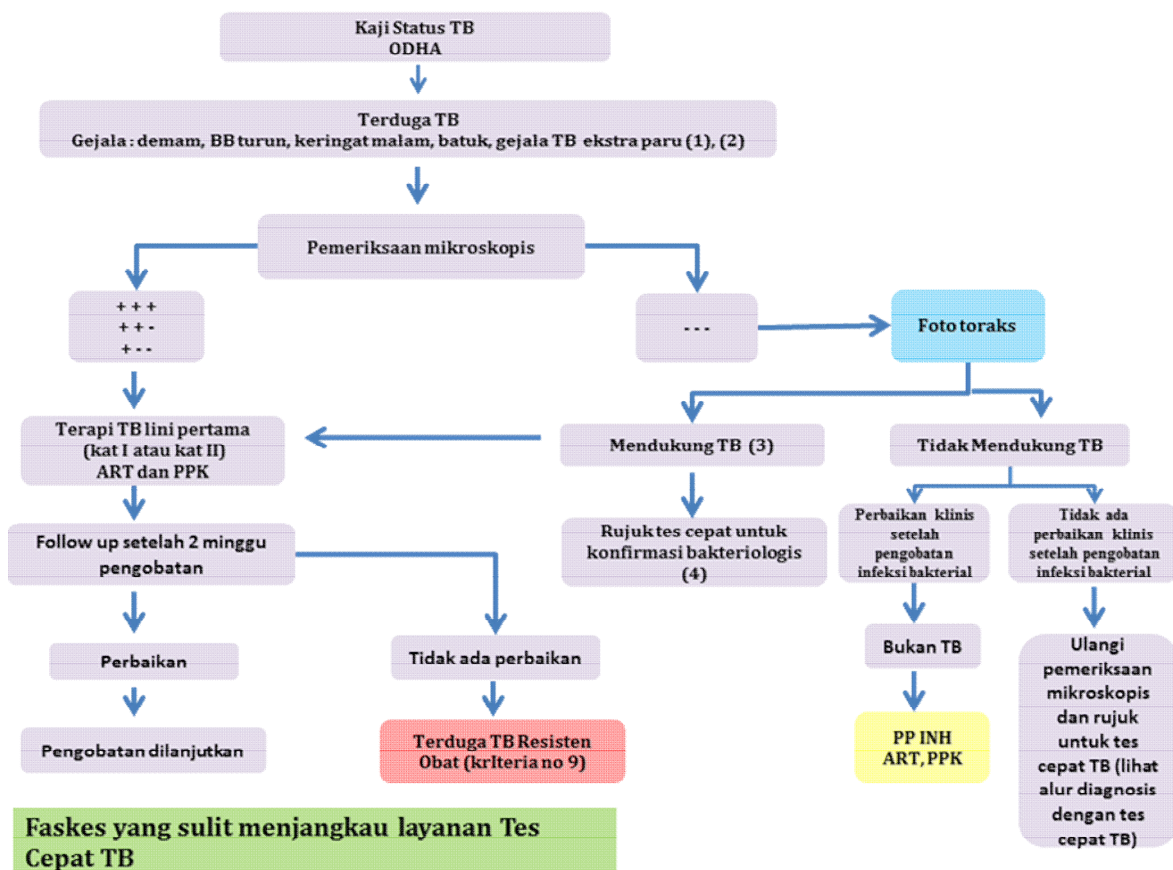 Kaji Status TB
ODHA
Terduga TB
Gejala : demam, BB turun, keringat malam, batuk, gejala TB ekstra paru (1), (2)
Pemeriksaan mikroskopis
+ + +
+ + -
+ - -
- - -
Foto toraks
Terapi TB lini pertama
(kat I atau kat II)
ART dan PPK
Mendukung TB (3)
Tidak Mendukung TB
Follow up setelah 2 minggu
pengobatan
Rujuk tes cepat untuk
konfirmasi bakteriologis
(4)
Perbaikan klinis
setelah
pengobatan
infeksi bakterial
Tidak ada
perbaikan klinis
setelah pengobatan
infeksi bakterial
Perbaikan
Tidak ada perbaikan
Bukan TB
Ulangi
pemeriksaan
mikroskopis
dan rujuk
untuk tes
cepat TB (lihat
alur diagnosis
dengan tes
cepat TB)
Pengobatan dilanjutkan
Terduga TB Resisten
Obat (krIteria no 9)
PP INH
ART, PPK
Faskes yang sulit menjangkau layanan Tes
Cepat TB